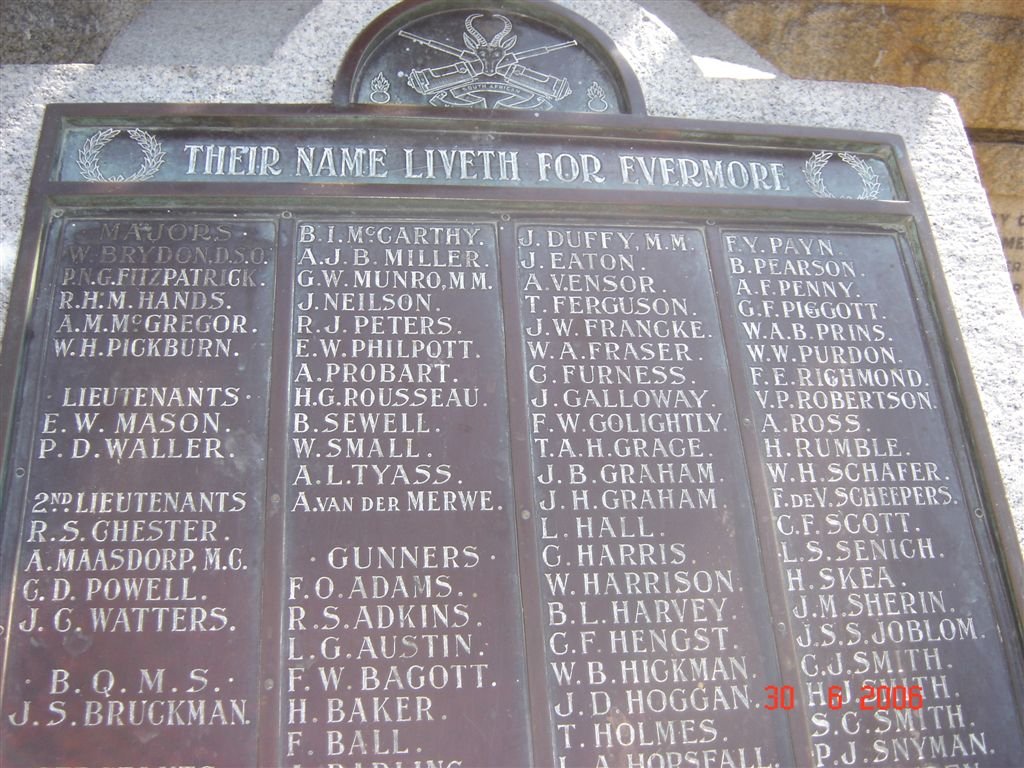 SOUTH AFRICAN
THEIR NAME LIVETH FOR EVERMORE
MAJORS
W. BRYDON, D.S.O.
P.N.G. FITZPATRICK.
R.H.M. HANDS.
A.M. McGREGOR.
W.H. PICKBURN.
· LIEUTENANTS ·
E.W. MASON.
P.D. WALLER.
2ND LIEUTENANTS
R.S. CHESTER.
A. MAASDORP, M.C.
C.D. POWELL.
J.C. WATTERS.
· B.Q.M.S. ·
J.S. BRUCKMAN.
B.I. McCARTHY.
A.J.B. MILLER.
G.W. MUNRO, M.M.
J. NEILSON.
R.J. PETERS.
E.W. PHILPOTT.
A. PROBART.
H.G. ROUSSEAU.
B. SEWELL.
W. SMALL.
A.L. TYASS.
A. VAN DER MERWE.
· GUNNERS ·
F.O. ADAMS.
R.S. ADKINS.
L.G. AUSTIN.
F.W. BAGOTT.
H. BAKER.
F. BALL.
J. DUFFY, M.M.
J. EATON.
A. VENSOR.
T. FERGUSON.
J.W. FRANCKE.
W.A. FRASER.
C. FURNESS.
J. GALLOWAY.
F.W. GOLIGHTLY.
T.A.H. GRACE.
J.B. GRAHAM.
J.H. GRAHAM.
L. HALL.
C. HARRIS.
W. HARRISON.
B.L. HARVEY.
C.F. HENGST.
W.B. HICKMAN.
J.D. HOGGAN.
T. HOLMES.
L.A. HORSFALL.
F.Y. PAYN.
B. PEARSON.
A.F. PENNY.
G.F. PIGGOTT.
W.A.B. PRINS.
W.W. PURDON.
F.E. RICHMOND.
V.P. ROBERTSON.
A. ROSS.
H. RUMBLE.
W.H. SCHAFER.
F. de V. SCHEEPERS.
C.F. SCOTT.
L.S. SENICH.
H. SKEA.
J.M. SHERIN.
J.S.S. JOBLOM.
C.J. SMITH.
H.J. SMITH.
S.C. SMITH.
P.J. SNYMAN.
30 6 2006